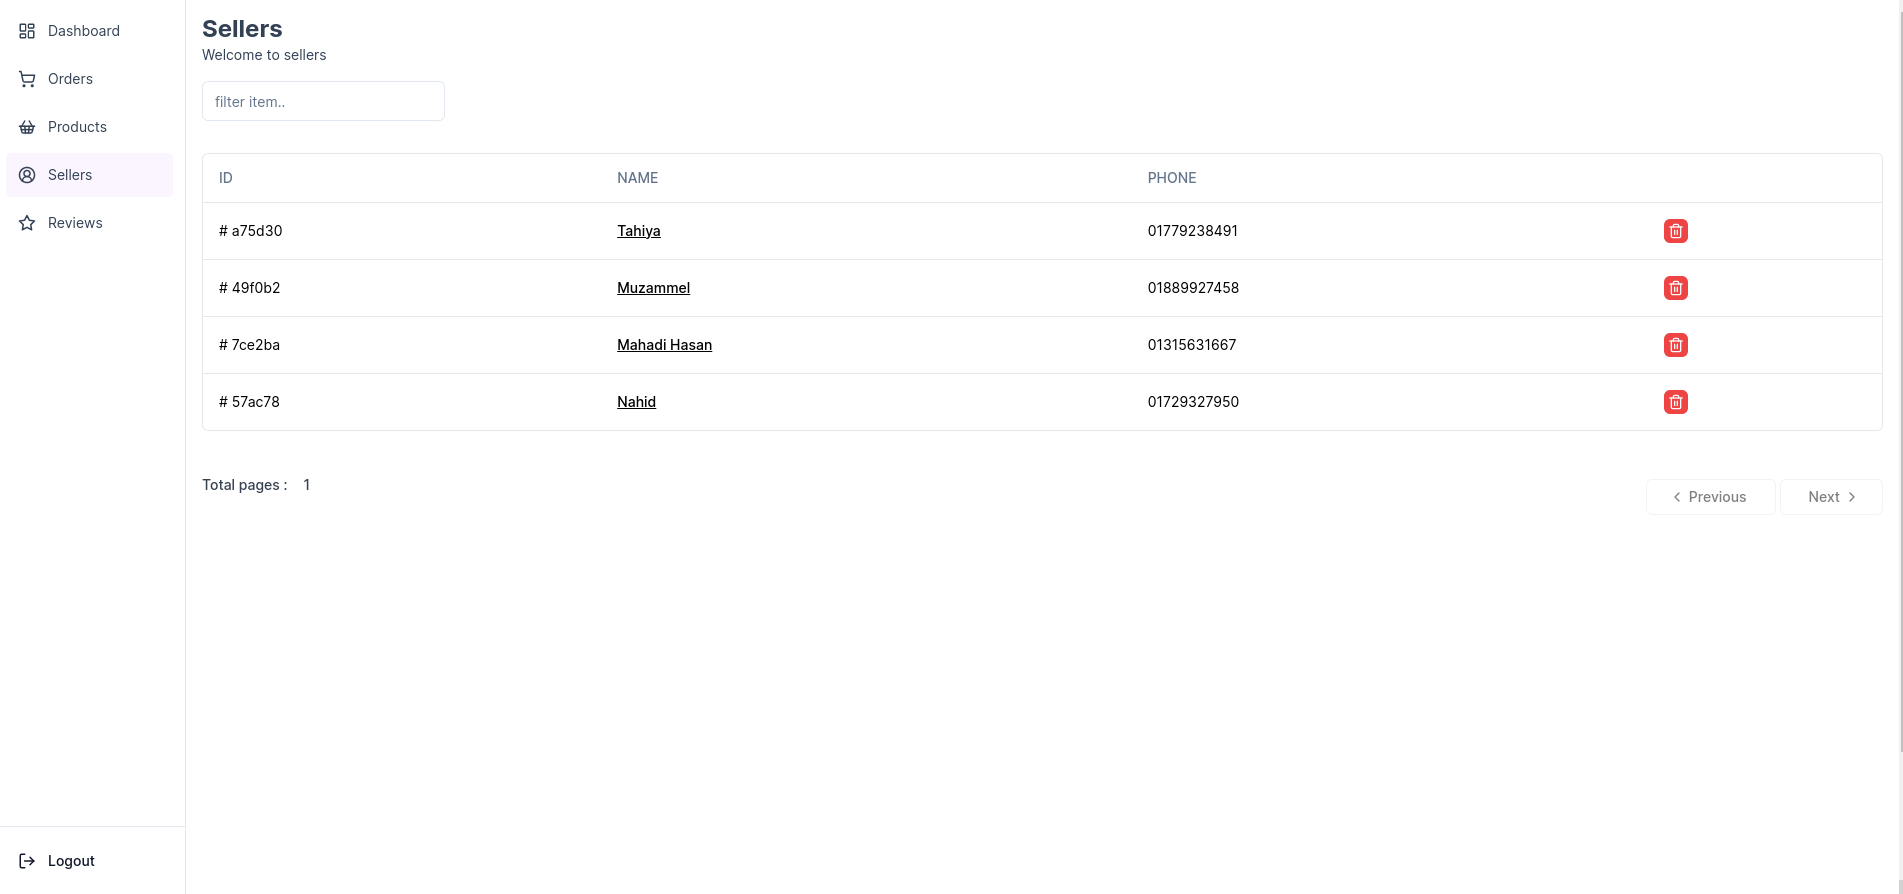 Dashboard
Orders
Products
Sellers
Reviews
Logout
Sellers
Welcome to sellers
filter item..
ID NAME PHONE
# a75d30 Tahiya 01779238491
# 49f0b2 Muzammel 01889927458
# 7ce2ba Mahadi Hasan 01315631667
# 57ac78 Nahid 01729327950
Total pages : 1
Previous Next